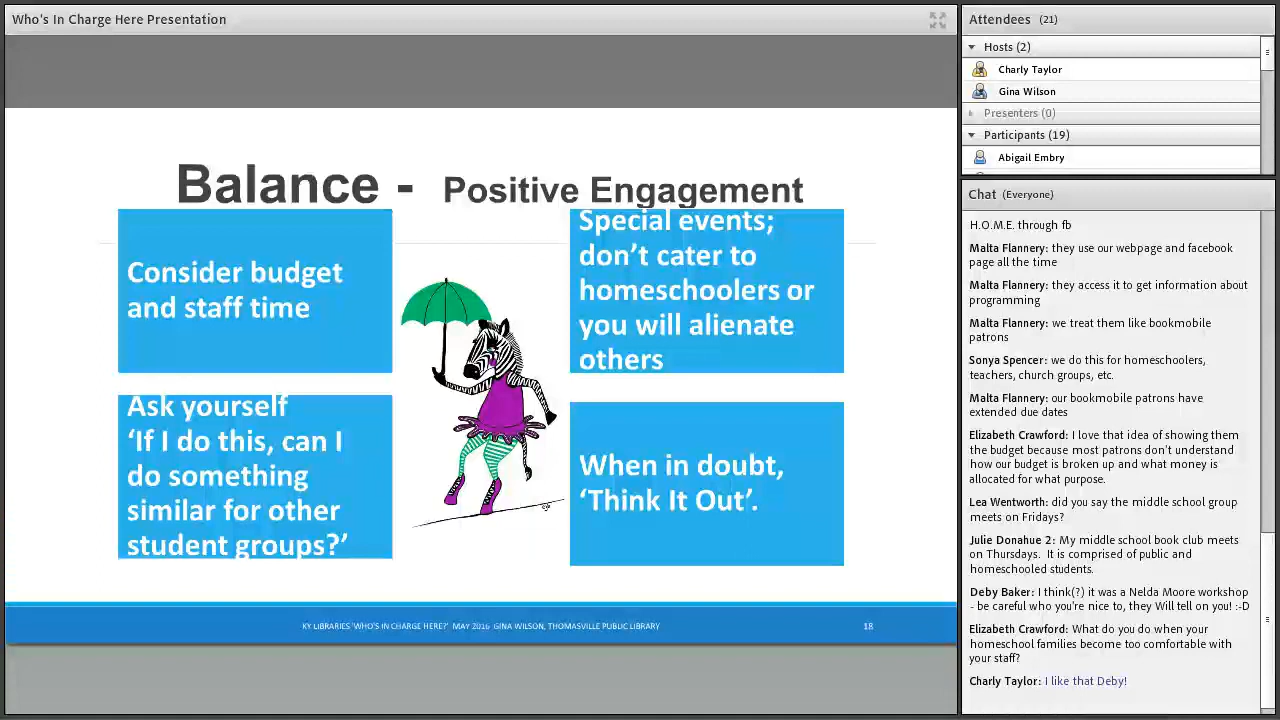 Who's In Charge Here Presentation
Balance - Positive Engagement
Consider budget
and staff time
Special events;
don’t cater to
homeschoolers or
you will alienate
others
Ask yourself
‘If I do this, can I
do something
similar for other
student groups?’
When in doubt,
‘Think It Out’.
KY LIBRARIES 'WHO'S IN CHARGE HERE?' MAY 2016 GINA WILSON, THOMASVILLE PUBLIC LIBRARY
18
Attendees (21)
Hosts (2)
Charly Taylor
Gina Wilson
Presenters (0)
Participants (19)
Abigail Embry
Chat (Everyone)
H.O.M.E. through fb
Malta Flannery: they use our webpage and facebook
page all the time
Malta Flannery: they access it to get information about
programming
Malta Flannery: we treat them like bookmobile
patrons
Sonya Spencer: we do this for homeschoolers,
teachers, church groups, etc.
Malta Flannery: our bookmobile patrons have
extended due dates
Elizabeth Crawford: I love that idea of showing them
the budget because most patrons don't understand
how our budget is broken up and what money is
allocated for what purpose.
Lea Wentworth: did you say the middle school group
meets on Fridays?
Julie Donahue 2: My middle school book club meets
on Thursdays. It is comprised of public and
homeschooled students.
Deby Baker: I think(?) it was a Nelda Moore workshop
- be careful who you're nice to, they Will tell on you! :-D
Elizabeth Crawford: What do you do when your
homeschool families become too comfortable with
your staff?
Charly Taylor: I like that Deby!